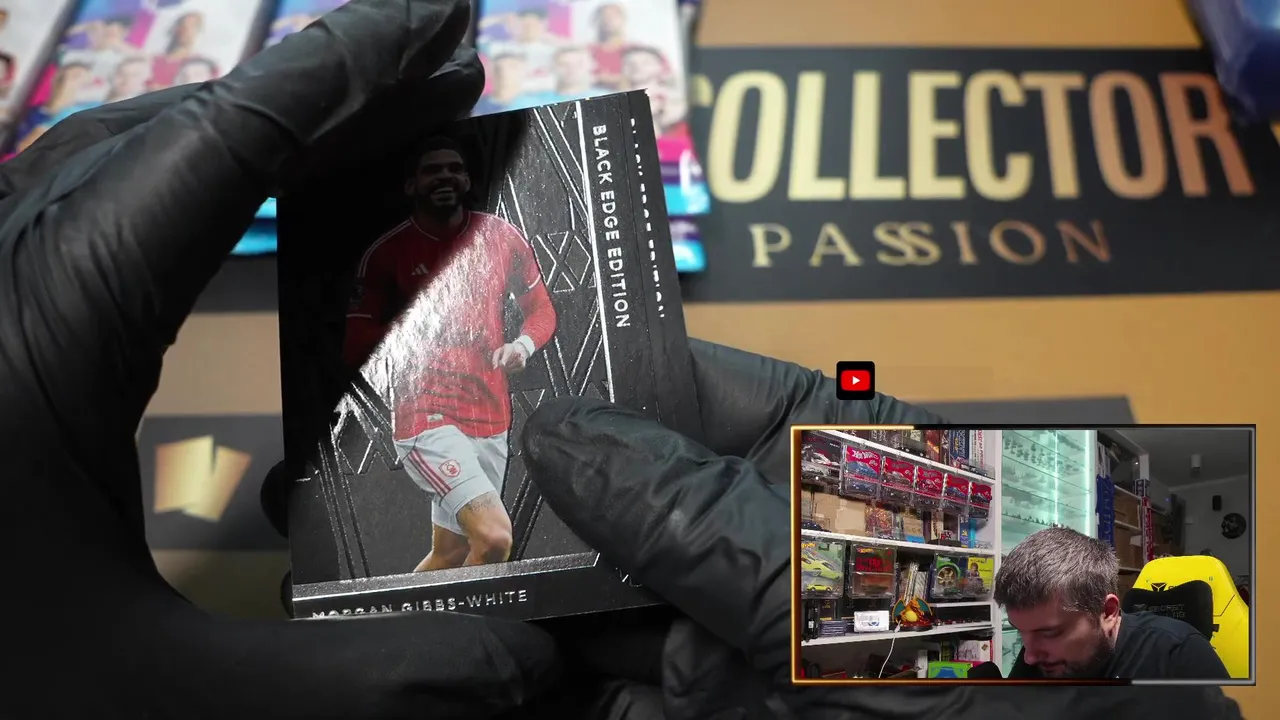 BLACK EDGE EDITION
MORGAN GIBBS-WHITE
COLLECTOR
PASSION